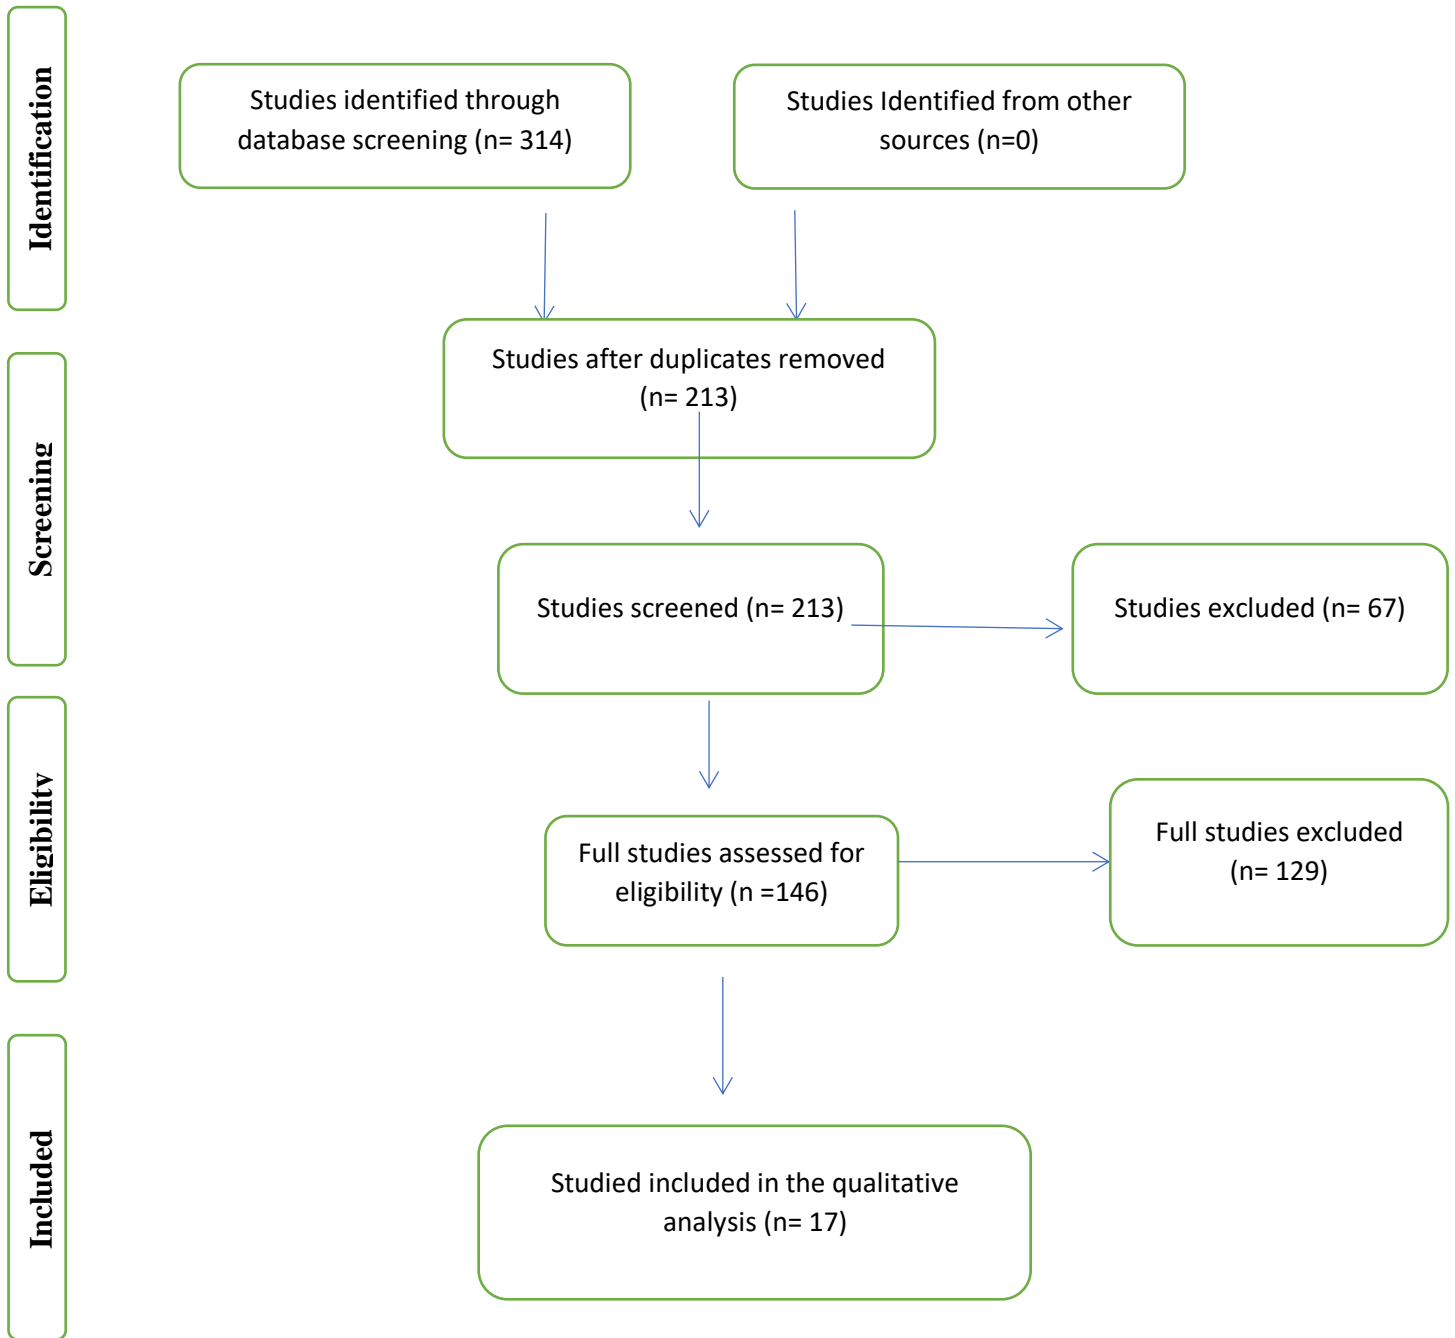 Identification
Studies identified through
database screening (n= 314)
Studies Identified from other
sources (n=0)
Screening
Studies after duplicates removed
(n= 213)
Studies screened (n= 213)
Studies excluded (n= 67)
Eligibility
Full studies assessed for
eligibility (n =146)
Full studies excluded
(n= 129)
Included
Studied included in the qualitative
analysis (n= 17)